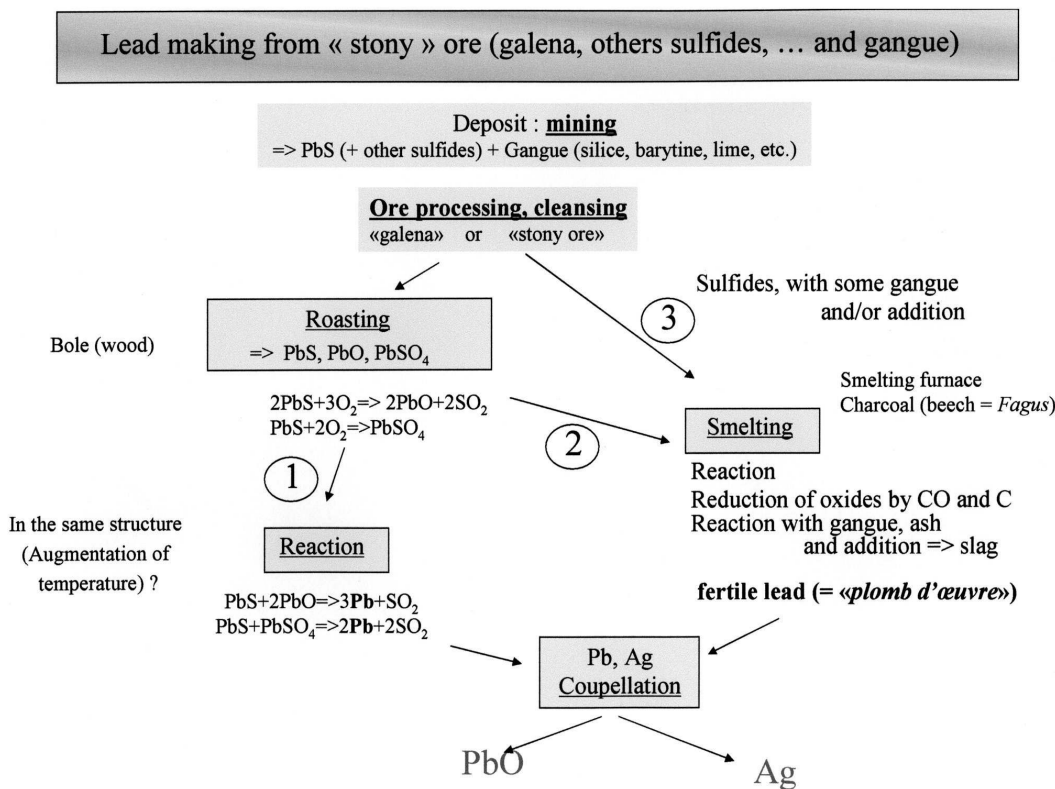 Lead making from « stony » ore (galena, others sulfides, … and gangue)
Deposit : mining
=> PbS (+ other sulfides) + Gangue (silice, barytine, lime, etc.)
Ore processing, cleansing
«galena» or «stony ore»
Sulfides, with some gangue
and/or addition
3
Bole (wood)
Roasting
=> PbS, PbO, PbSO₄
2PbS+3O₂=> 2PbO+2SO₂
PbS+2O₂=>PbSO₄
Smelting furnace
Charcoal (beech = Fagus)
2
Smelting
Reaction
Reduction of oxides by CO and C
Reaction with gangue, ash
and addition => slag
fertile lead (= «plomb d'œuvre»)
1
In the same structure
(Augmentation of
temperature) ?
Reaction
PbS+2PbO=>3Pb+SO₂
PbS+PbSO₄=>2Pb+2SO₂
Pb, Ag
Coupellation
PbO
Ag